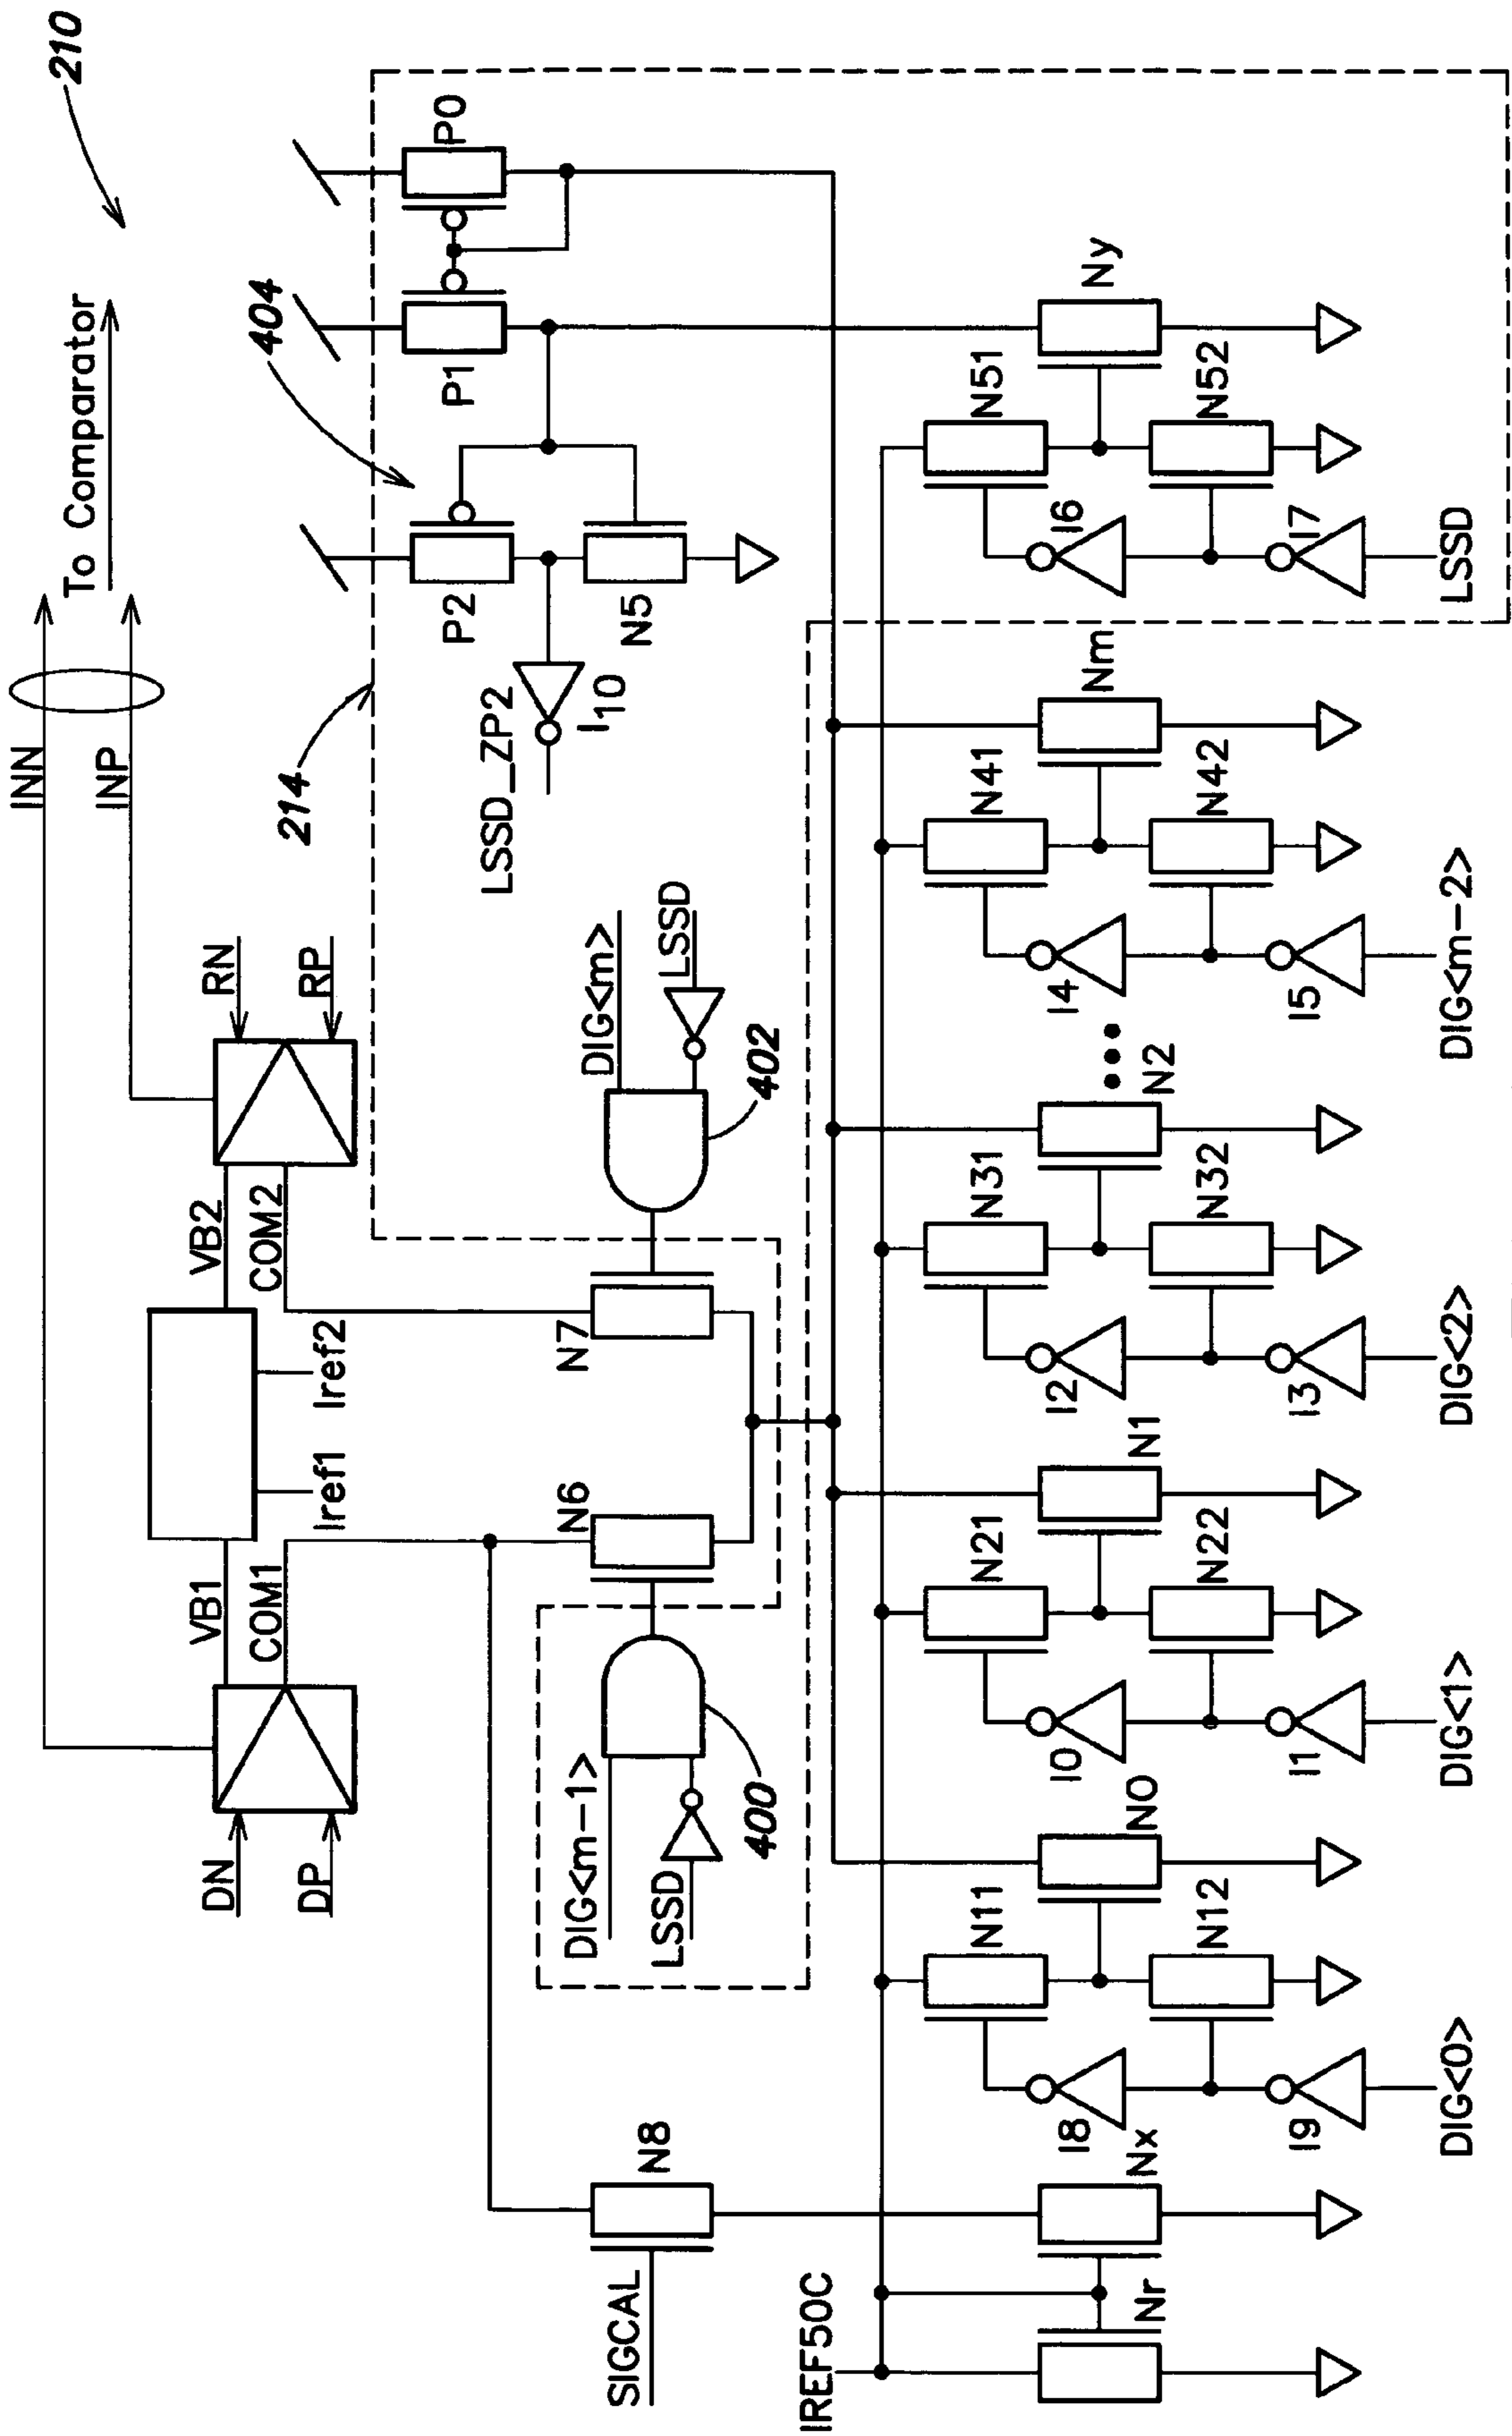 210
To Comparator
INN
INP
404
214
P0
P1
P2
N5
LSSD_ZP2
I10
RN
RP
VB2
COM2
Iref2
Iref1
VB1
COM1
DN
DP
DIG<m>
LSSD
402
N7
N6
DIG<m-1>
LSSD
400
N8
SIGCAL
IREF50C
Nr
Nx
N11
N12
N0
I8
I9
DIG<0>
N21
N22
N1
I0
I1
DIG<1>
N31
N32
N2
I2
I3
DIG<2>
N41
N42
Nm
I4
I5
DIG<m-2>
N51
N52
Ny
I6
I7
LSSD